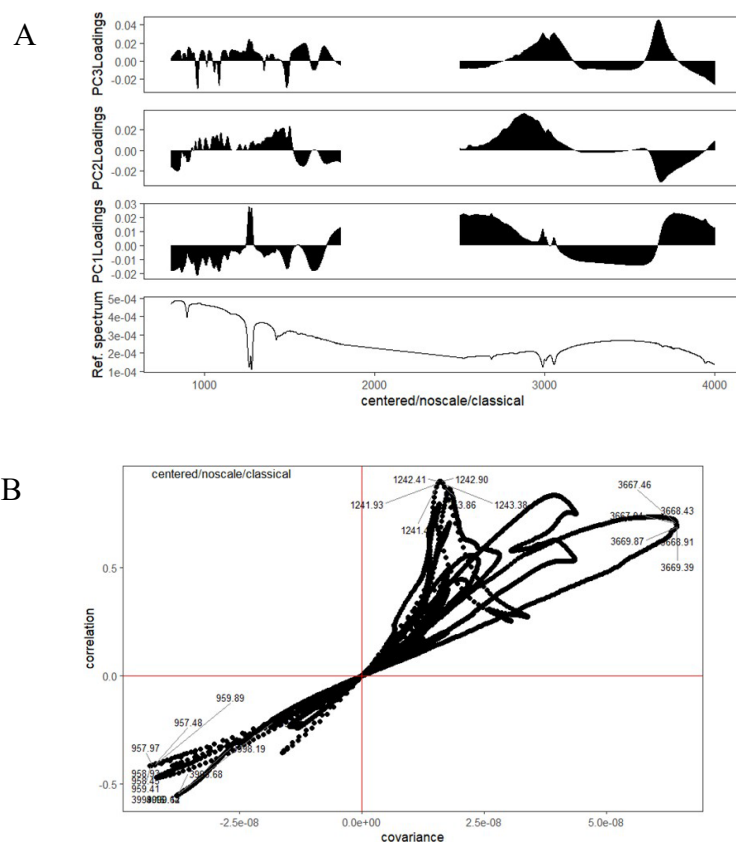 A
PC3Loadings
0.04
0.02
0.00
-0.02
PC2Loadings
0.02
0.00
-0.02
PC1Loadings
0.03
0.02
0.01
0.00
-0.01
-0.02
Ref. spectrum
5e-04
4e-04
3e-04
2e-04
1e-04
1000 2000 3000 4000
centered/noscale/classical
B
centered/noscale/classical
1242.41 1242.90
1241.93 1243.38
3667.46
3668.43
3669.87 3668.91
3669.39
correlation
0.5
0.0
-0.5
959.89
957.48
957.97
958.45
959.41
-2.5e-08 0.0e+00 2.5e-08 5.0e-08
covariance